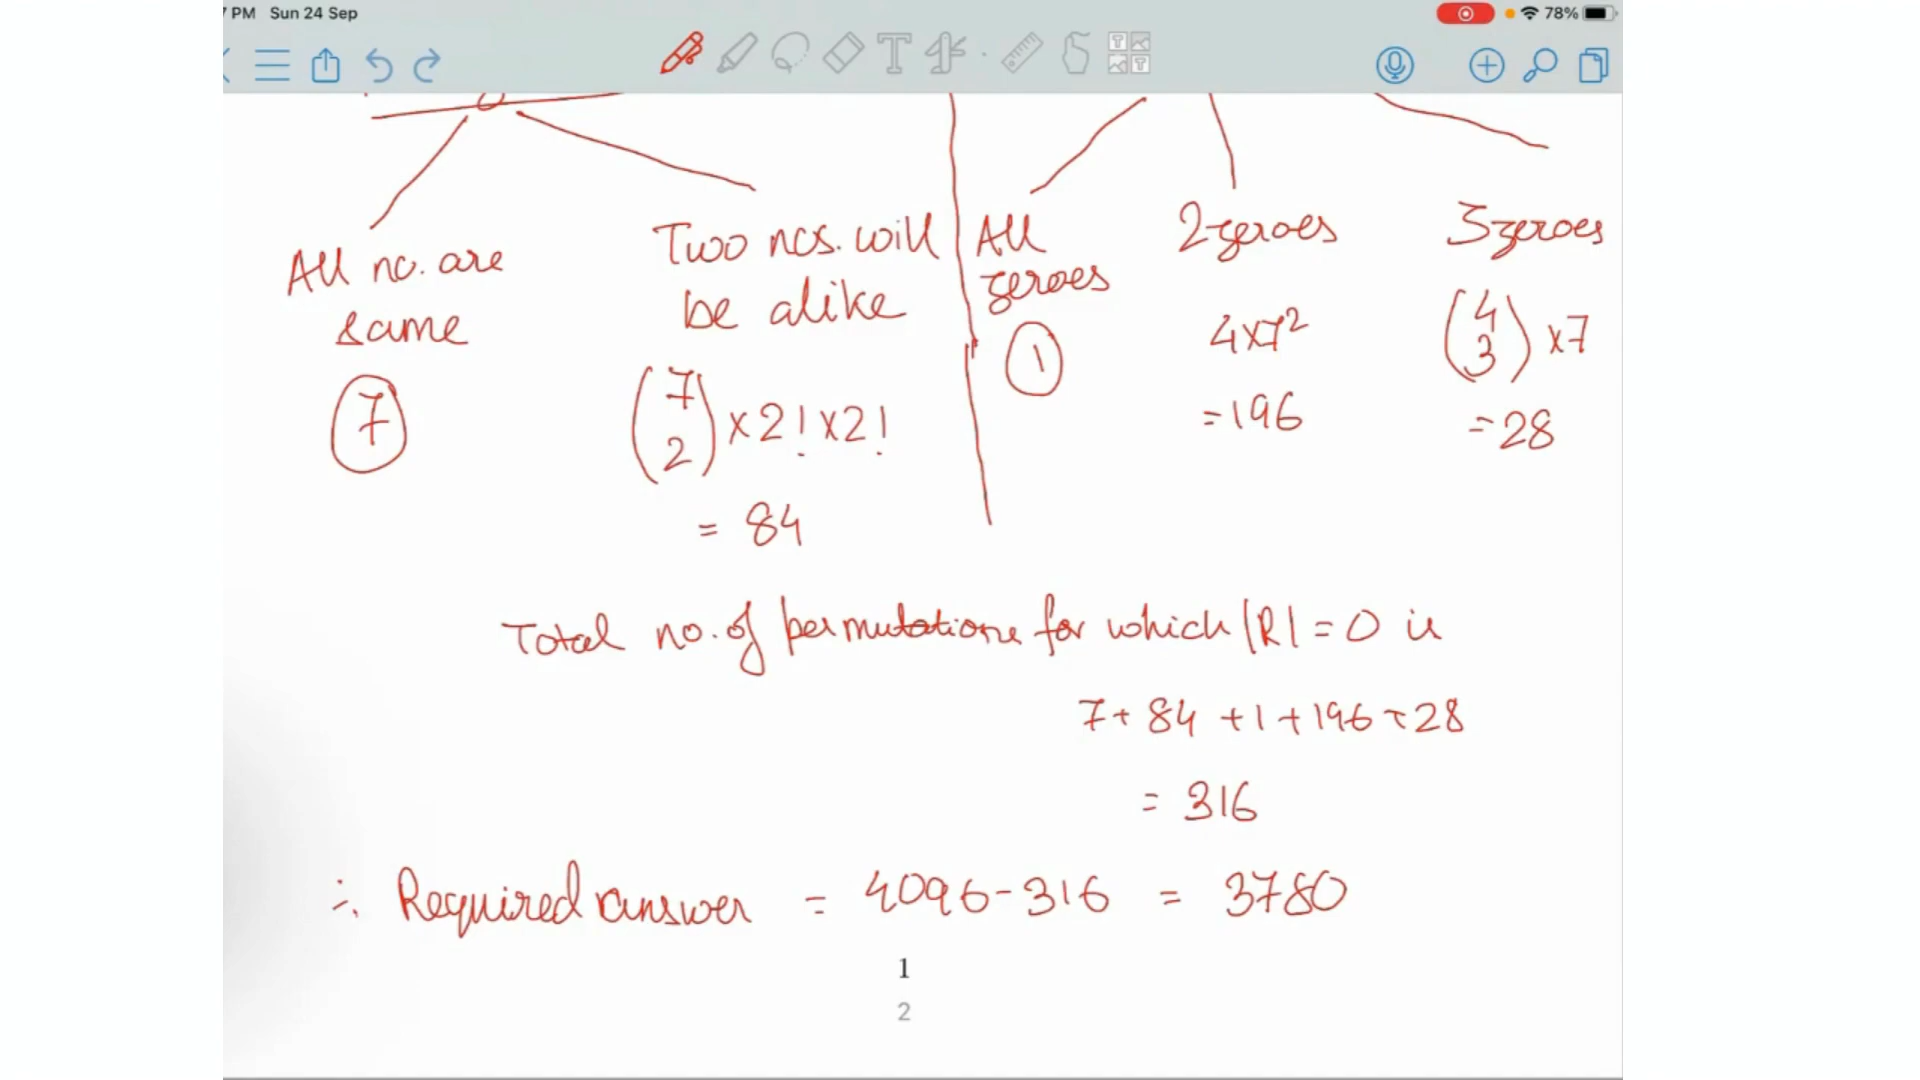 7 PM Sun 24 Sep 78%
All no. are same
7
Two nos. will be alike
(7 2) x 2! x 2!
= 84
All zeroes
1
2 zeroes
4x7²
= 196
3 zeroes
(4 3) x 7
= 28
Total no. of permutations for which |R| = 0 is
7 + 84 + 1 + 196 + 28
= 316
∴ Required answer = 4096 - 316 = 3780
1
2